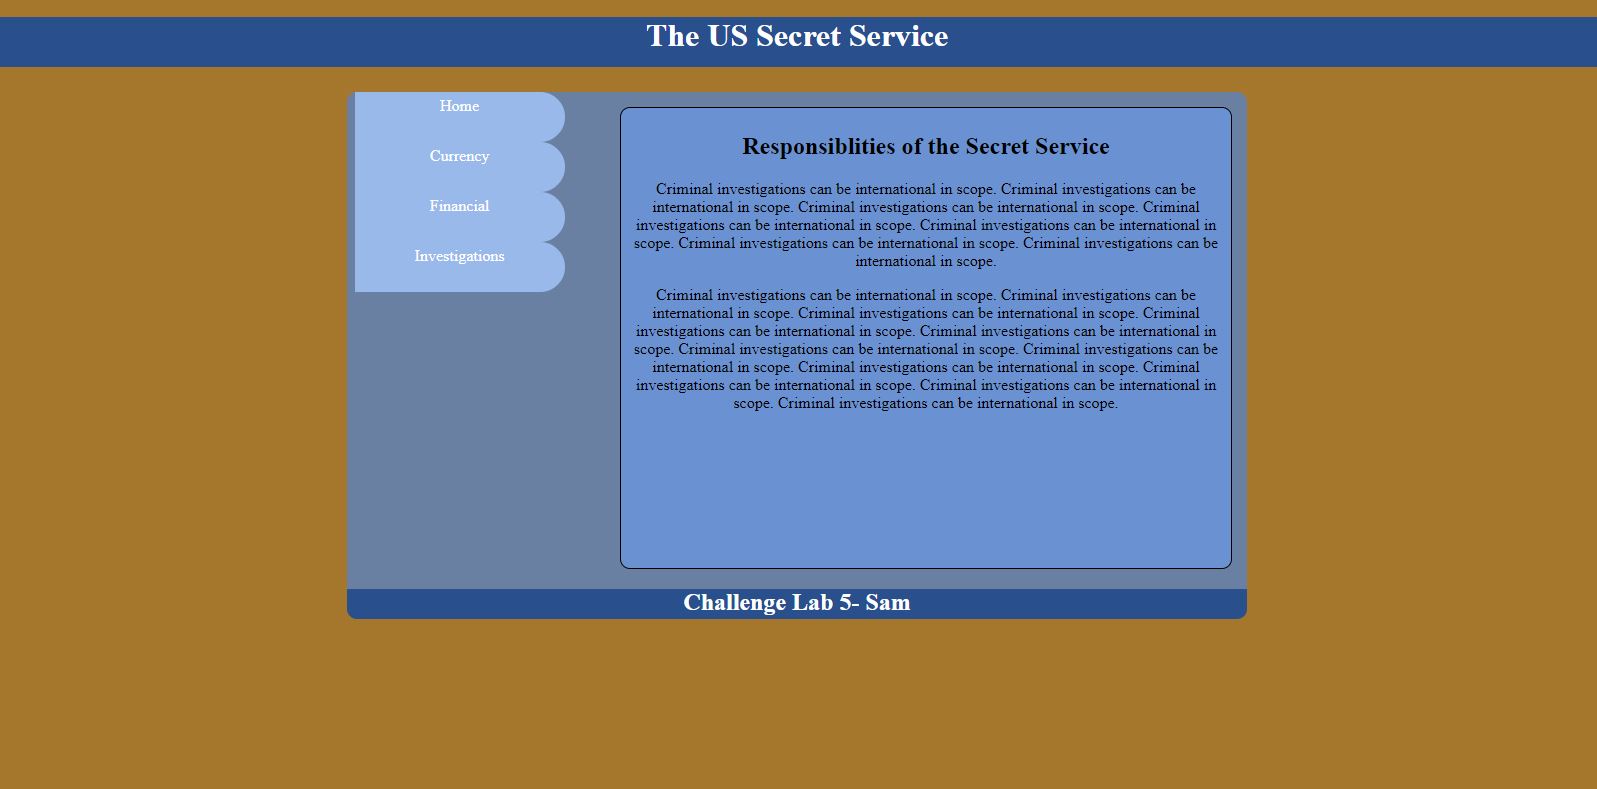 The US Secret Service
Home
Currency
Financial
Investigations
Responsiblities of the Secret Service
Criminal investigations can be international in scope. Criminal investigations can be
international in scope. Criminal investigations can be international in scope. Criminal
investigations can be international in scope. Criminal investigations can be international in
scope. Criminal investigations can be international in scope. Criminal investigations can be
international in scope.
Criminal investigations can be international in scope. Criminal investigations can be
international in scope. Criminal investigations can be international in scope. Criminal
investigations can be international in scope. Criminal investigations can be international in
scope. Criminal investigations can be international in scope. Criminal investigations can be
international in scope. Criminal investigations can be international in scope. Criminal
investigations can be international in scope. Criminal investigations can be international in
scope. Criminal investigations can be international in scope.
Challenge Lab 5- Sam